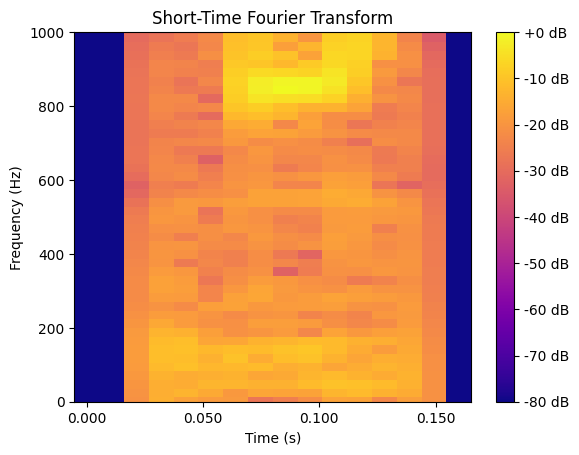 Short-Time Fourier Transform
1000
800
600
400
200
0
Frequency (Hz)
0.000
0.050
0.100
0.150
Time (s)
+0 dB
-10 dB
-20 dB
-30 dB
-40 dB
-50 dB
-60 dB
-70 dB
-80 dB